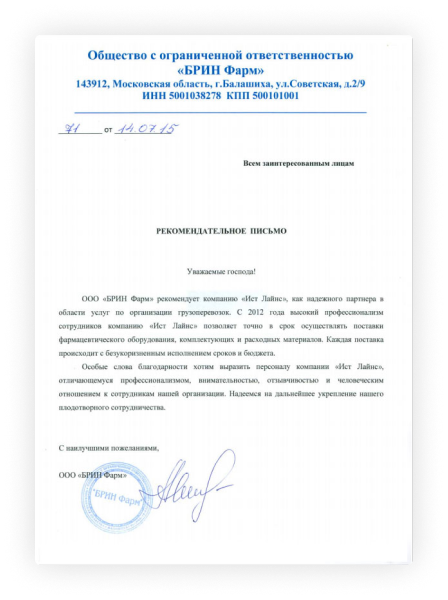 Общество с ограниченной ответственностью
«БРИН Фарм»
143912, Московская область, г.Балашиха, ул.Советская, д.2/9
ИНН 5001038278 КПП 500101001
71 от 14.07.15
Всем заинтересованным лицам
РЕКОМЕНДАТЕЛЬНОЕ ПИСЬМО
Уважаемые господа!
ООО «БРИН Фарм» рекомендует компанию «Ист Лайнс», как надежного партнера в
области услуг по организации грузоперевозок. С 2012 года высокий профессионализм
сотрудников компанию «Ист Лайнс» позволяет точно в срок осуществлять поставки
фармацевтического оборудования, комплектующих и расходных материалов. Каждая поставка
происходит с безукоризненным исполнением сроков и бюджета.
Особые слова благодарности хотим выразить персоналу компании «Ист Лайнс»,
отличающемуся профессионализмом, внимательностью, отзывчивостью и человеческим
отношением к сотрудникам нашей организации. Надеемся на дальнейшее укрепление нашего
плодотворного сотрудничества.
С наилучшими пожеланиями,
ООО «БРИН Фарм»
"БРИН Фарм"